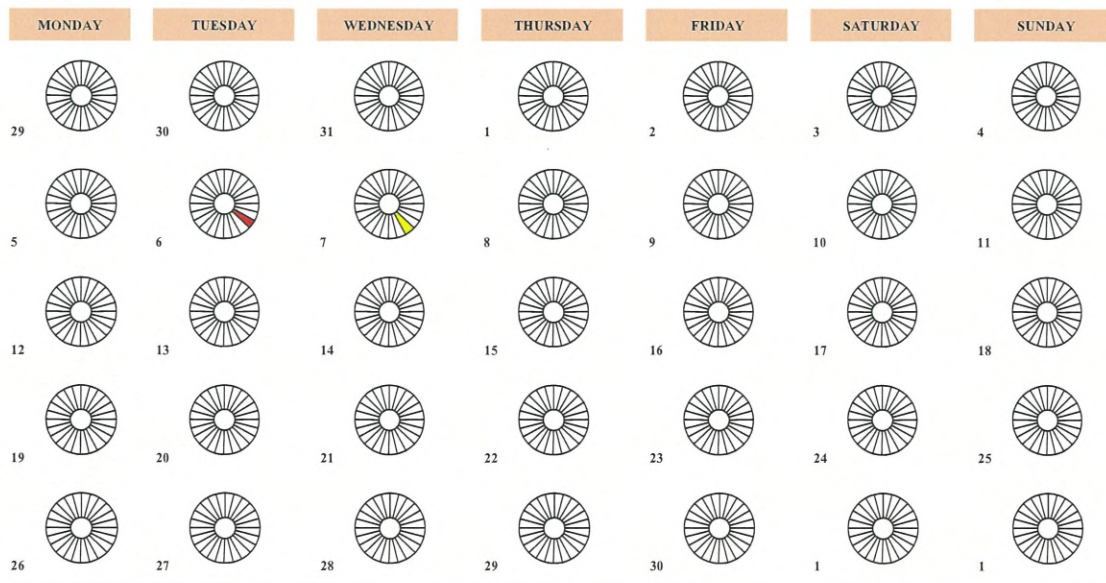 MONDAY TUESDAY WEDNESDAY THURSDAY FRIDAY SATURDAY SUNDAY
29 30 31 1 2 3 4
5 6 7 8 9 10 11
12 13 14 15 16 17 18
19 20 21 22 23 24 25
26 27 28 29 30 1 1